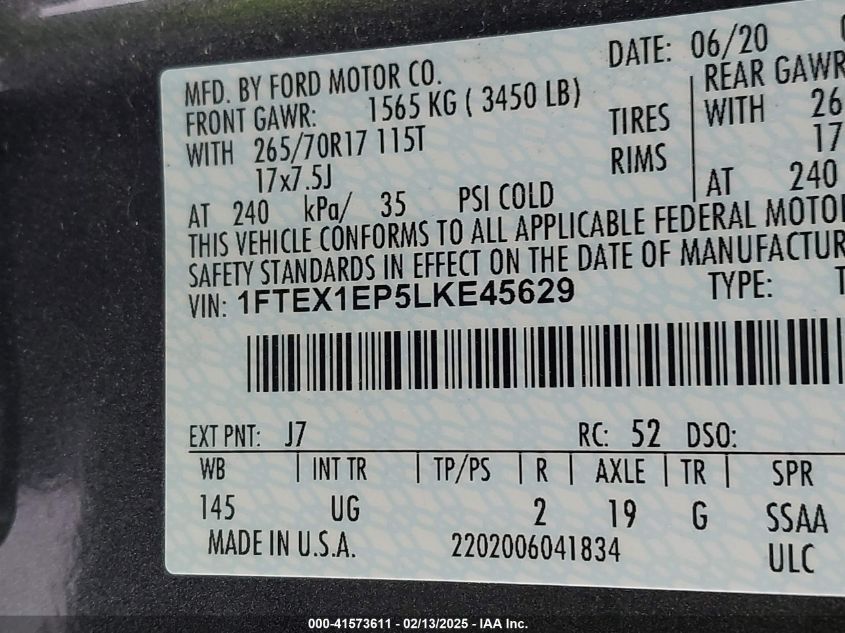 DATE: 06/20
MFD. BY FORD MOTOR CO.
FRONT GAWR: 1565 KG ( 3450 LB) REAR GAWR
WITH 265/70R17 115T TIRES WITH 26
17x7.5J RIMS 17
AT 240 kPa/ 35 PSI COLD AT 240
THIS VEHICLE CONFORMS TO ALL APPLICABLE FEDERAL MOTO
SAFETY STANDARDS IN EFFECT ON THE DATE OF MANUFACTUR
VIN: 1FTEX1EP5LKE45629 TYPE: T
EXT PNT: J7 RC: 52 DSO:
WB | INT TR | TP/PS | R | AXLE | TR | SPR
145 UG 2 19 G SSAA
MADE IN U.S.A. 2202006041834 ULC
000-41573611 - 02/13/2025 - IAA Inc.